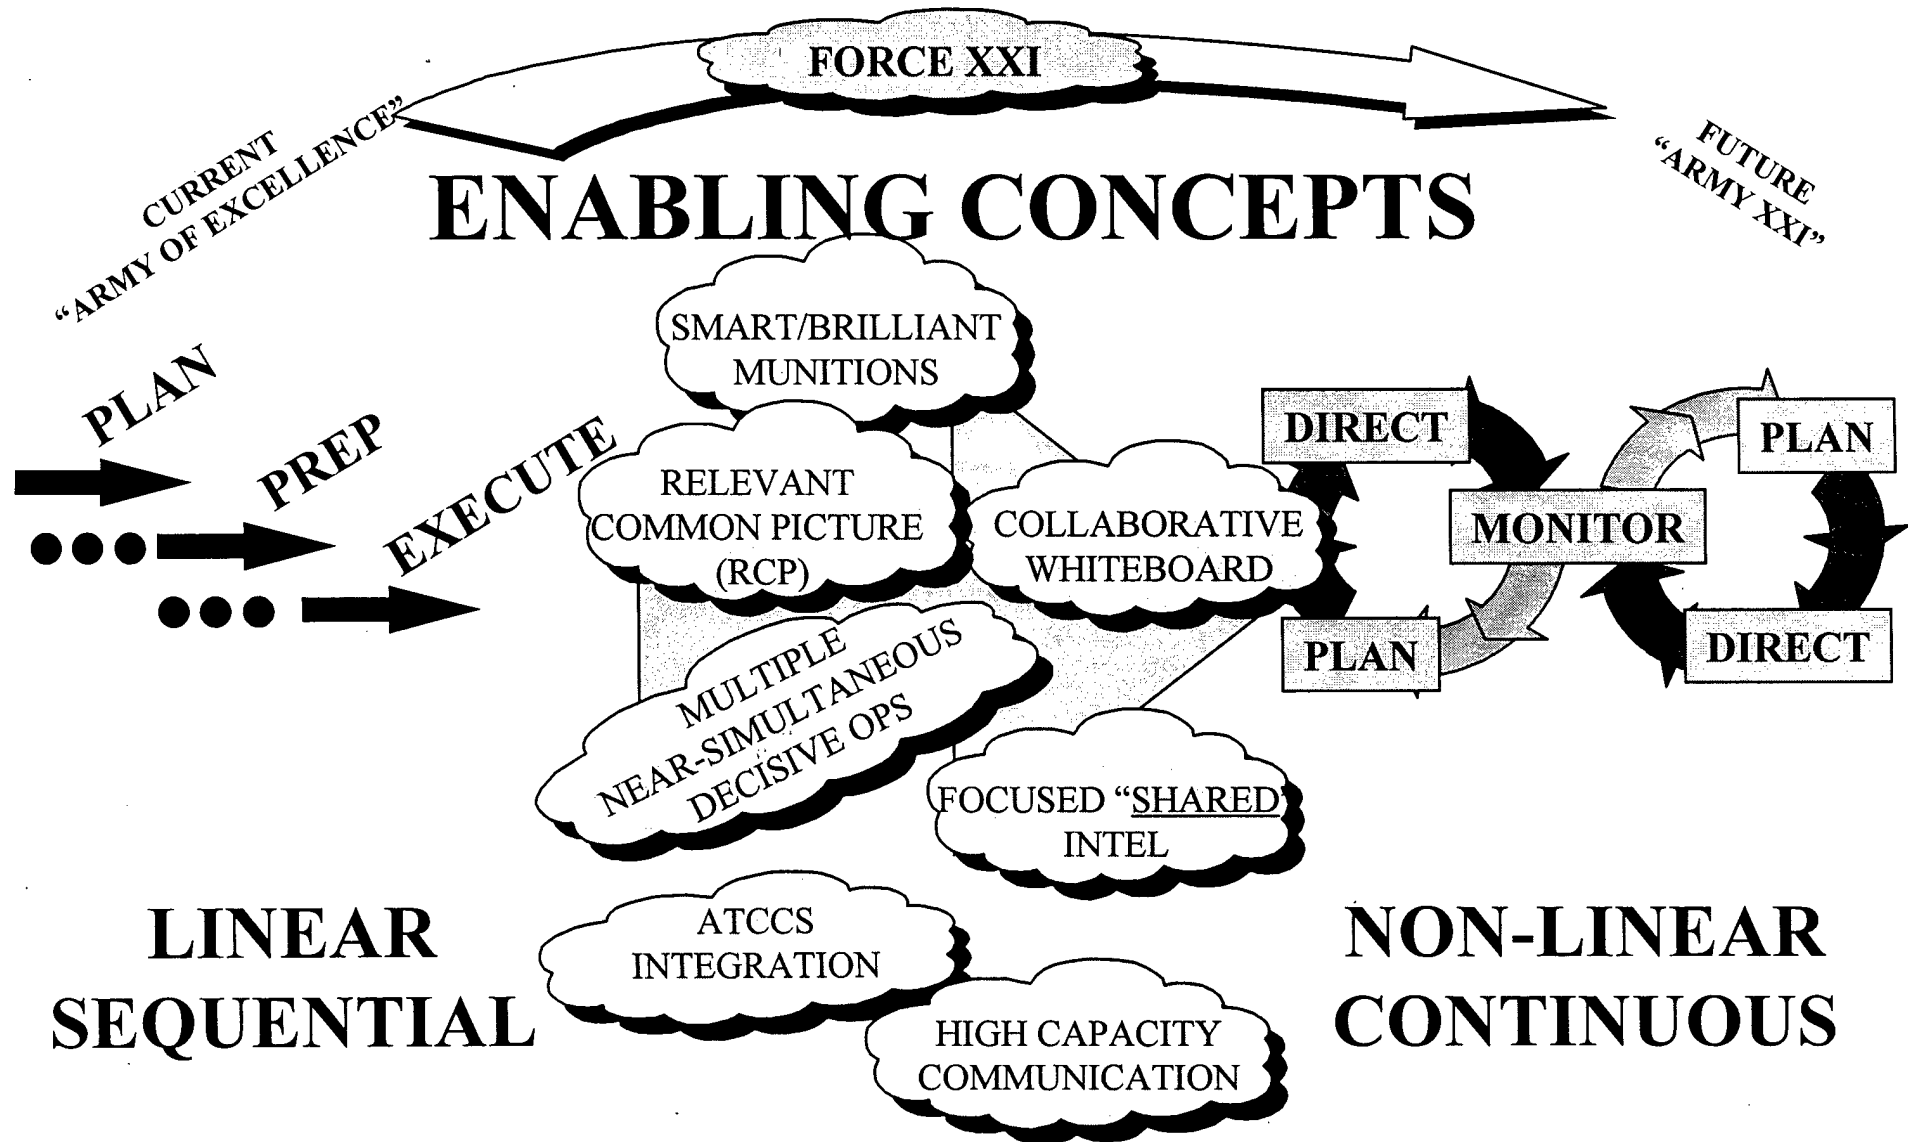 FORCE XXI
CURRENT
“ARMY OF EXCELLENCE”
FUTURE
“ARMY XXI”
ENABLING CONCEPTS
PLAN
PREP
EXECUTE
SMART/BRILLIANT
MUNITIONS
RELEVANT
COMMON PICTURE
(RCP)
COLLABORATIVE
WHITEBOARD
MULTIPLE
NEAR-SIMULTANEOUS
DECISIVE OPS
FOCUSED “SHARED
INTEL
ATCCS
INTEGRATION
HIGH CAPACITY
COMMUNICATION
DIRECT
PLAN
MONITOR
PLAN
DIRECT
LINEAR
SEQUENTIAL
NON-LINEAR
CONTINUOUS